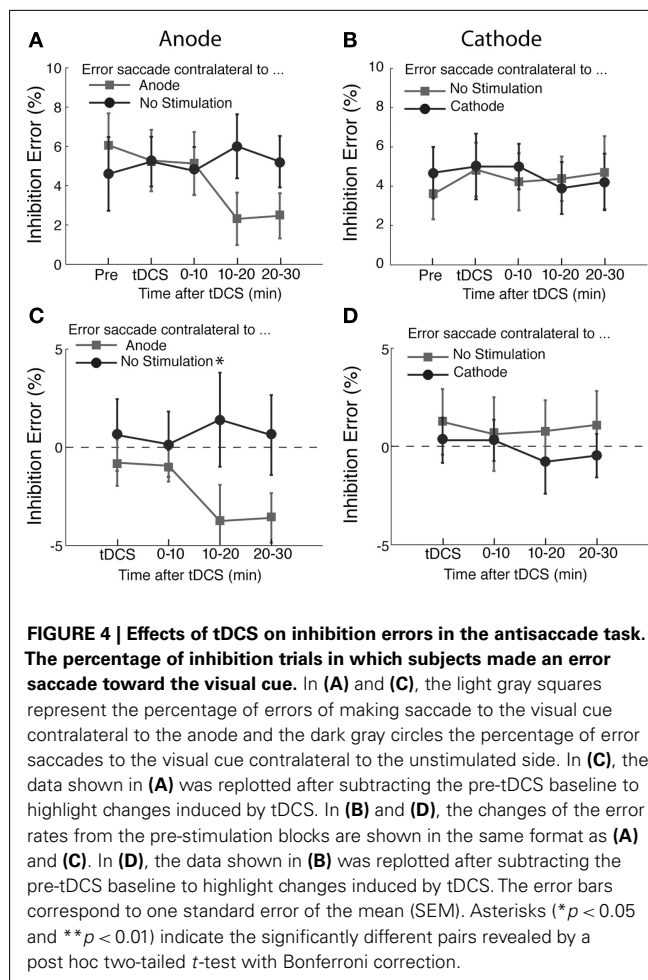 A Anode
B Cathode
Error saccade contralateral to ...
Anode
No Stimulation
Inhibition Error (%)
10
8
6
4
2
0
Pre tDCS 0-10 10-20 20-30
Time after tDCS (min)
Error saccade contralateral to ...
No Stimulation
Cathode
Inhibition Error (%)
10
8
6
4
2
0
Pre tDCS 0-10 10-20 20-30
Time after tDCS (min)
C
Error saccade contralateral to ...
Anode
No Stimulation *
Inhibition Error (%)
5
0
-5
tDCS 0-10 10-20 20-30
Time after tDCS (min)
D
Error saccade contralateral to ...
No Stimulation
Cathode
Inhibition Error (%)
5
0
-5
tDCS 0-10 10-20 20-30
Time after tDCS (min)
FIGURE 4 | Effects of tDCS on inhibition errors in the antisaccade task.
The percentage of inhibition trials in which subjects made an error
saccade toward the visual cue. In (A) and (C), the light gray squares
represent the percentage of errors of making saccade to the visual cue
contralateral to the anode and the dark gray circles the percentage of error
saccades to the visual cue contralateral to the unstimulated side. In (C), the
data shown in (A) was replotted after subtracting the pre-tDCS baseline to
highlight changes induced by tDCS. In (B) and (D), the changes of the error
rates from the pre-stimulation blocks are shown in the same format as (A)
and (C). In (D), the data shown in (B) was replotted after subtracting the
pre-tDCS baseline to highlight changes induced by tDCS. The error bars
correspond to one standard error of the mean (SEM). Asterisks (*p < 0.05
and **p < 0.01) indicate the significantly different pairs revealed by a
post hoc two-tailed t-test with Bonferroni correction.